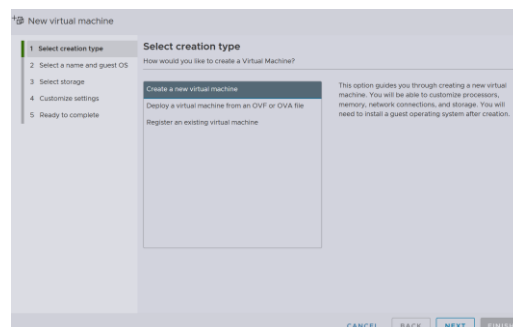 New virtual machine
1 Select creation type
2 Select a name and guest OS
3 Select storage
4 Customize settings
5 Ready to complete
Select creation type
How would you like to create a Virtual Machine?
Create a new virtual machine
Deploy a virtual machine from an OVF or OVA file
Register an existing virtual machine
This option guides you through creating a new virtual
machine. You will be able to customize processors,
memory, network connections, and storage. You will
need to install a guest operating system after creation.
CANCEL BACK NEXT FINISH